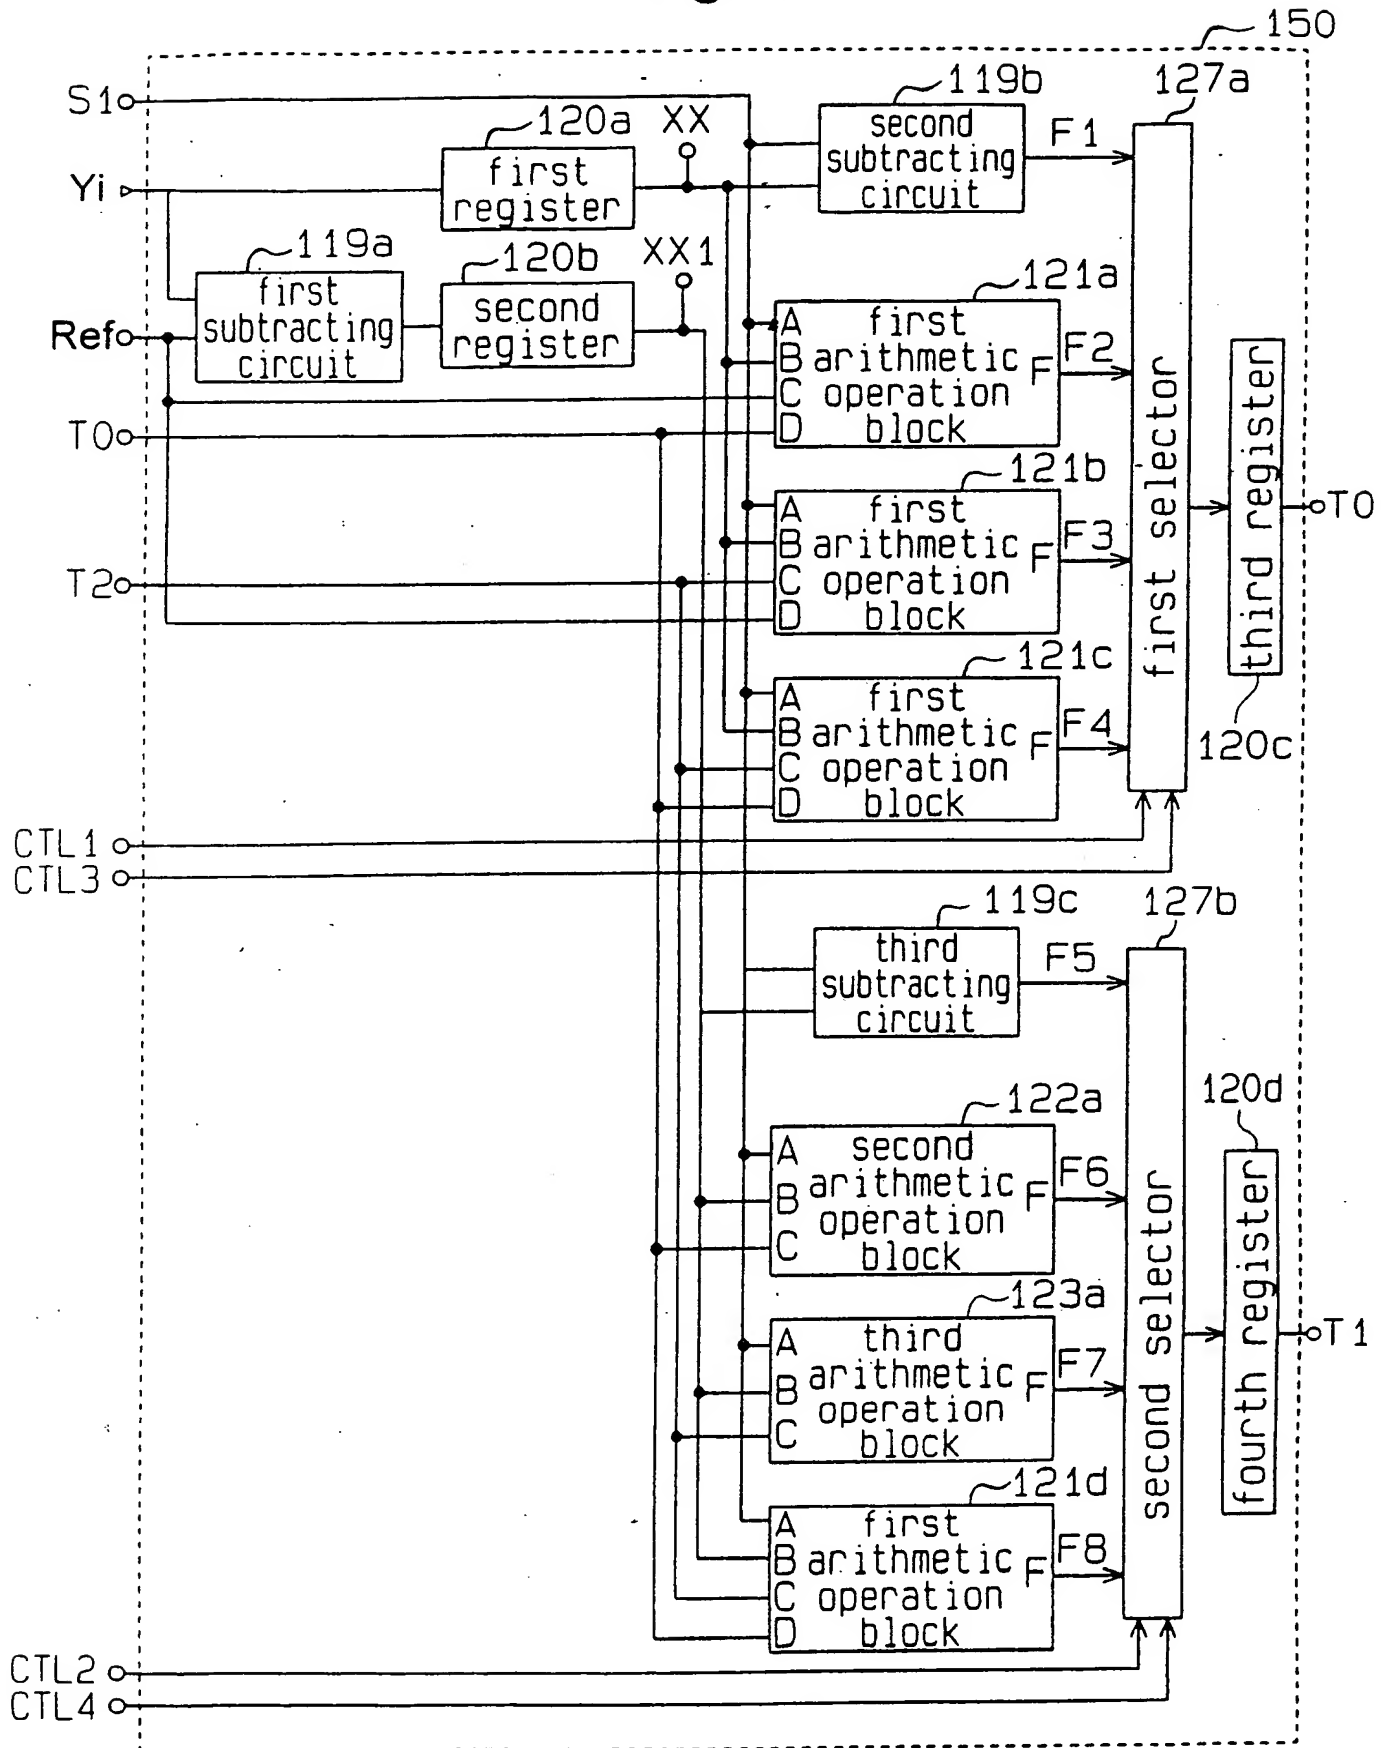 150
S1
119b
127a
120a
XX
second
subtracting
circuit
F1
Yi
first
register
119a
120b
XX1
first
subtracting
circuit
second
register
Ref
121a
A first
B arithmetic
C operation
D block
F
F2
T0
first selector
third register
T0
120c
121b
A first
B arithmetic
C operation
D block
F
F3
T2
121c
A first
B arithmetic
C operation
D block
F
F4
CTL1
CTL3
119c
127b
third
subtracting
circuit
F5
122a
A second
arithmetic
B operation
C block
F
F6
120d
second selector
fourth register
T1
123a
A third
arithmetic
B operation
C block
F
F7
121d
A first
B arithmetic
C operation
D block
F
F8
CTL2
CTL4